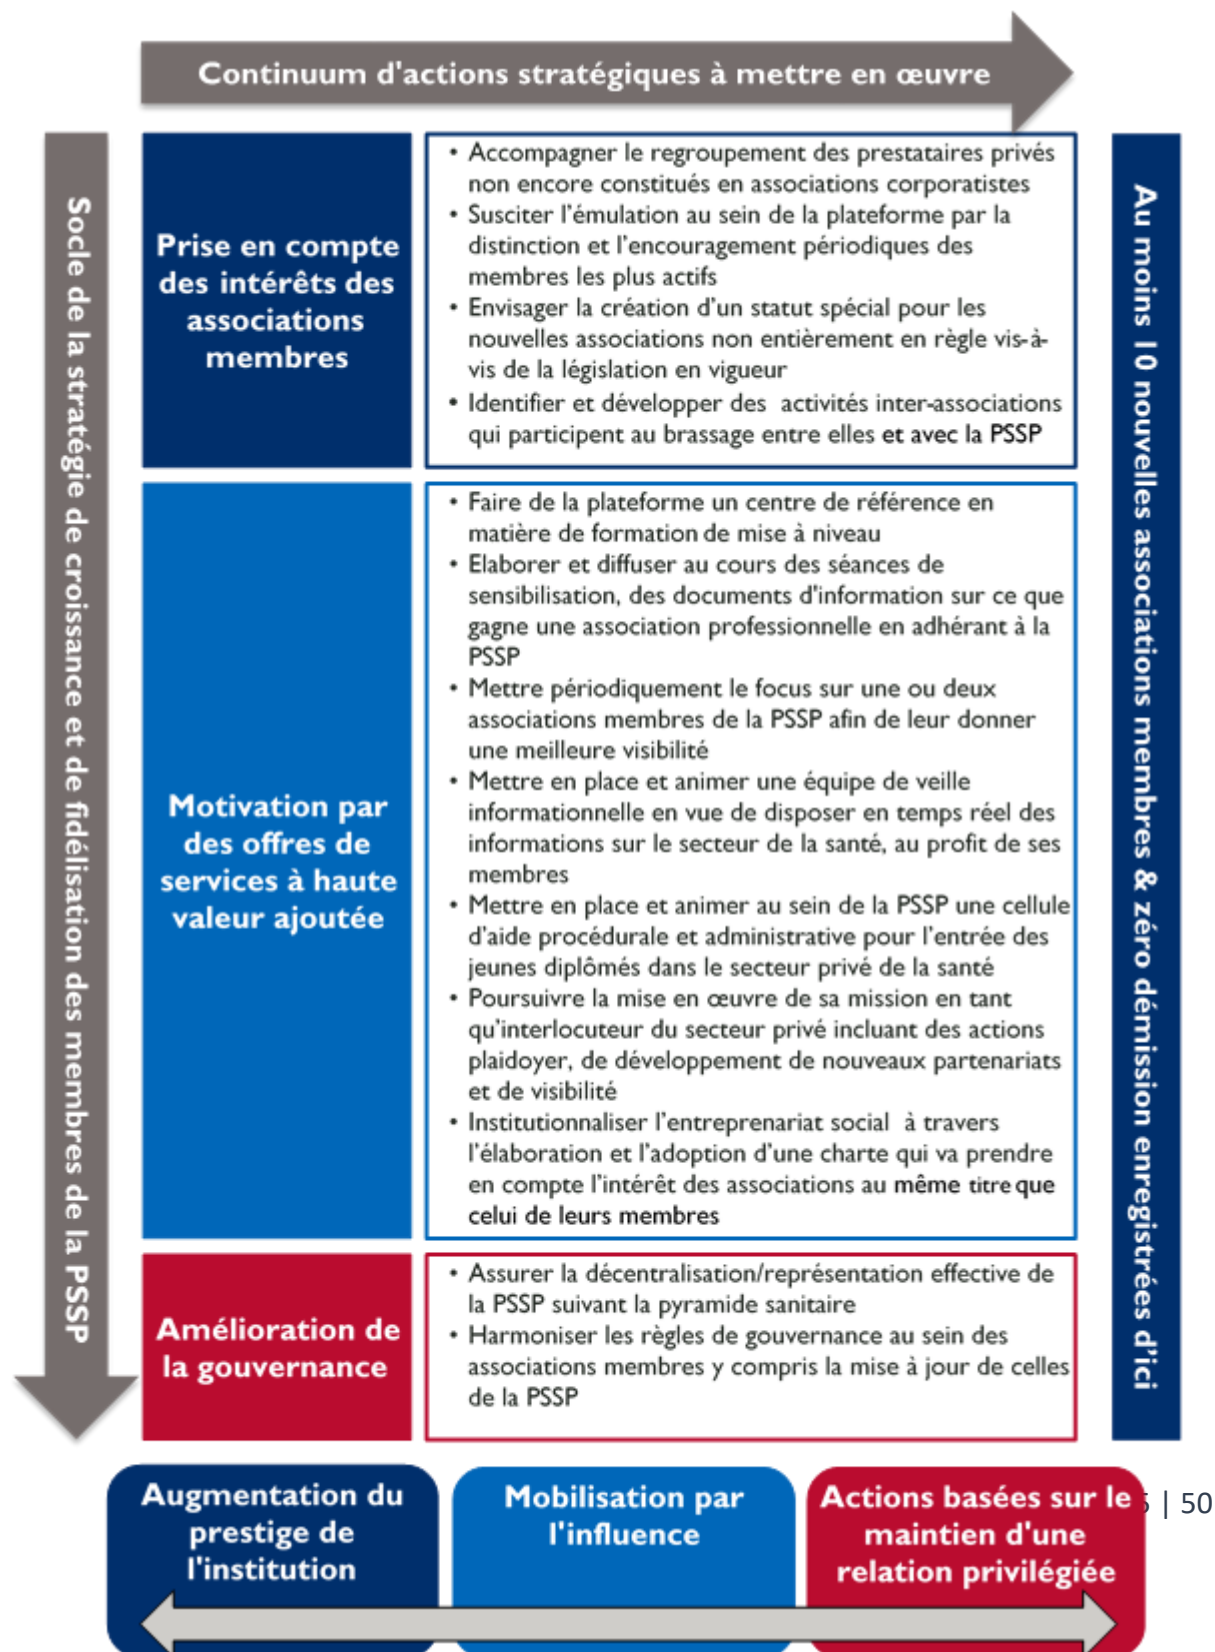 Continuum d'actions stratégiques à mettre en œuvre
Socle de la stratégie de croissance et de fidélisation des membres de la PSSP
Prise en compte
des intérêts des
associations
membres
• Accompagner le regroupement des prestataires privés
non encore constitués en associations corporatistes
• Susciter l’émulation au sein de la plateforme par la
distinction et l’encouragement périodiques des
membres les plus actifs
• Envisager la création d’un statut spécial pour les
nouvelles associations non entièrement en règle vis-à-
vis de la législation en vigueur
• Identifier et développer des activités inter-associations
qui participent au brassage entre elles et avec la PSSP
Motivation par
des offres de
services à haute
valeur ajoutée
• Faire de la plateforme un centre de référence en
matière de formation de mise à niveau
• Elaborer et diffuser au cours des séances de
sensibilisation, des documents d'information sur ce que
gagne une association professionnelle en adhérant à la
PSSP
• Mettre périodiquement le focus sur une ou deux
associations membres de la PSSP afin de leur donner
une meilleure visibilité
• Mettre en place et animer une équipe de veille
informationnelle en vue de disposer en temps réel des
informations sur le secteur de la santé, au profit de ses
membres
• Mettre en place et animer au sein de la PSSP une cellule
d’aide procédurale et administrative pour l’entrée des
jeunes diplômés dans le secteur privé de la santé
• Poursuivre la mise en œuvre de sa mission en tant
qu’interlocuteur du secteur privé incluant des actions
plaidoyer, de développement de nouveaux partenariats
et de visibilité
• Institutionnaliser l’entreprenariat social à travers
l’élaboration et l’adoption d’une charte qui va prendre
en compte l’intérêt des associations au même titre que
celui de leurs membres
Amélioration de
la gouvernance
• Assurer la décentralisation/représentation effective de
la PSSP suivant la pyramide sanitaire
• Harmoniser les règles de gouvernance au sein des
associations membres y compris la mise à jour de celles
de la PSSP
Au moins 10 nouvelles associations membres & zéro démission enregistrées d’ici
Augmentation du
prestige de
l'institution
Mobilisation par
l'influence
Actions basées sur le
maintien d'une
relation privilégiée
| 50